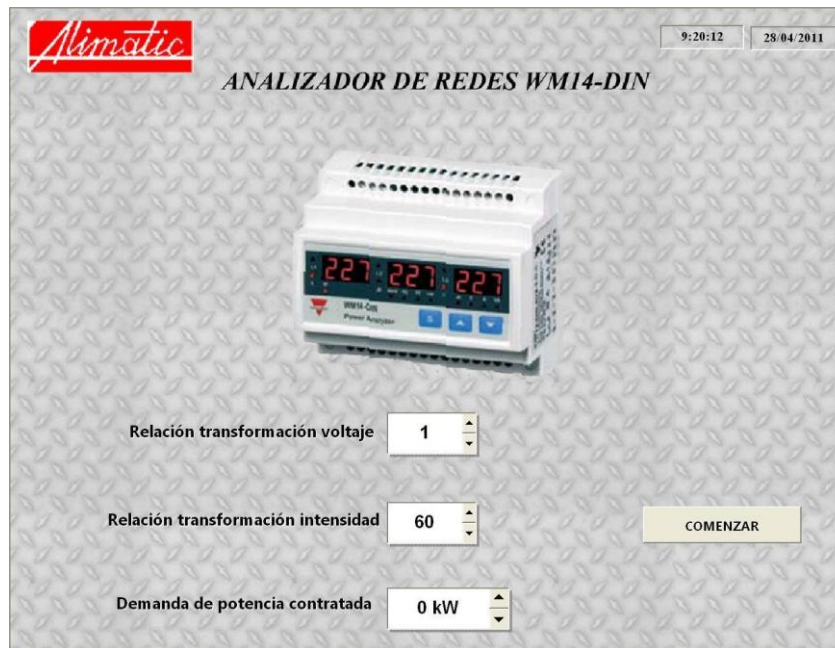 Alimatic
9:20:12
28/04/2011
ANALIZADOR DE REDES WM14-DIN
227 227 227
WM14-DIN
Power Analyzer
S
Relación transformación voltaje
1
Relación transformación intensidad
60
COMENZAR
Demanda de potencia contratada
0 kW